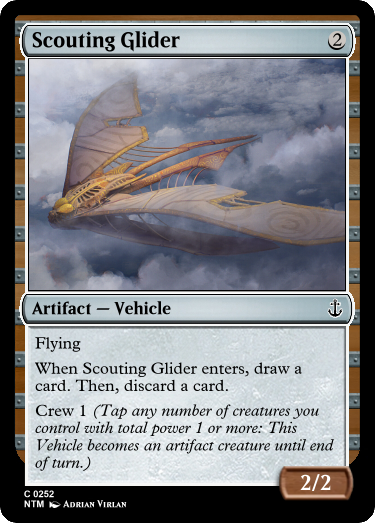 Scouting Glider
2
Artifact — Vehicle
Flying
When Scouting Glider enters, draw a
card. Then, discard a card.
Crew 1 (Tap any number of creatures you
control with total power 1 or more: This
Vehicle becomes an artifact creature until end
of turn.)
2/2
C 0252
NTM Adrian Virlan